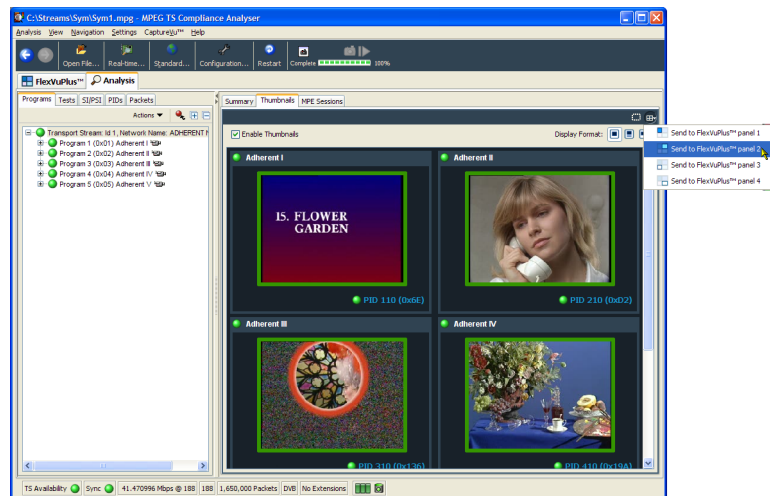 C:\Streams\Sym\Sym1.mpg - MPEG TS Compliance Analyser
Analysis View Navigation Settings CaptureVu™ Help
Open File... Real-time... Standard... Configuration... Restart Complete 100%
FlexVuPlus™ Analysis
Programs Tests SI/PSI PIDs Packets
Summary Thumbnails MPE Sessions
Actions
Transport Stream: Id 1, Network Name: ADHERENT
Program 1 (0x01) Adherent I
Program 2 (0x02) Adherent II
Program 3 (0x03) Adherent III
Program 4 (0x04) Adherent IV
Program 5 (0x05) Adherent V
Enable Thumbnails
Display Format:
Send to FlexVuPlus™ panel 1
Send to FlexVuPlus™ panel 2
Send to FlexVuPlus™ panel 3
Send to FlexVuPlus™ panel 4
Adherent I
15. FLOWER
GARDEN
PID 110 (0x6E)
Adherent II
PID 210 (0xD2)
Adherent III
PID 310 (0x136)
Adherent IV
PID 410 (0x19A)
TS Availability Sync 41.470996 Mbps @ 188 188 1,650,000 Packets DVB No Extensions